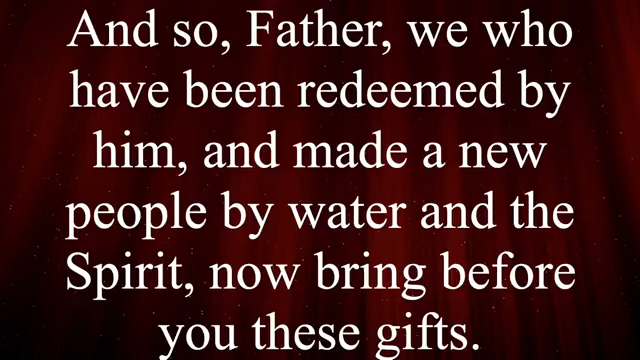 And so, Father, we who
have been redeemed by
him, and made a new
people by water and the
Spirit, now bring before
you these gifts.